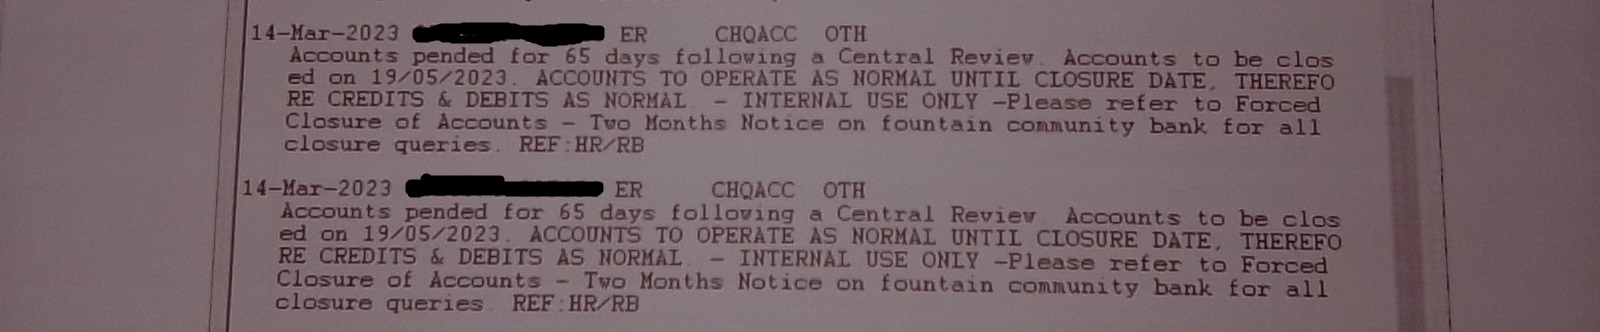 14-Mar-2023 ER CHQACC OTH
Accounts pended for 65 days following a Central Review. Accounts to be clos
ed on 19/05/2023. ACCOUNTS TO OPERATE AS NORMAL UNTIL CLOSURE DATE, THEREFO
RE CREDITS & DEBITS AS NORMAL - INTERNAL USE ONLY -Please refer to Forced
Closure of Accounts - Two Months Notice on fountain community bank for all
closure queries. REF:HR/RB
14-Mar-2023 ER CHQACC OTH
Accounts pended for 65 days following a Central Review. Accounts to be clos
ed on 19/05/2023. ACCOUNTS TO OPERATE AS NORMAL UNTIL CLOSURE DATE, THEREFO
RE CREDITS & DEBITS AS NORMAL - INTERNAL USE ONLY -Please refer to Forced
Closure of Accounts - Two Months Notice on fountain community bank for all
closure queries. REF:HR/RB